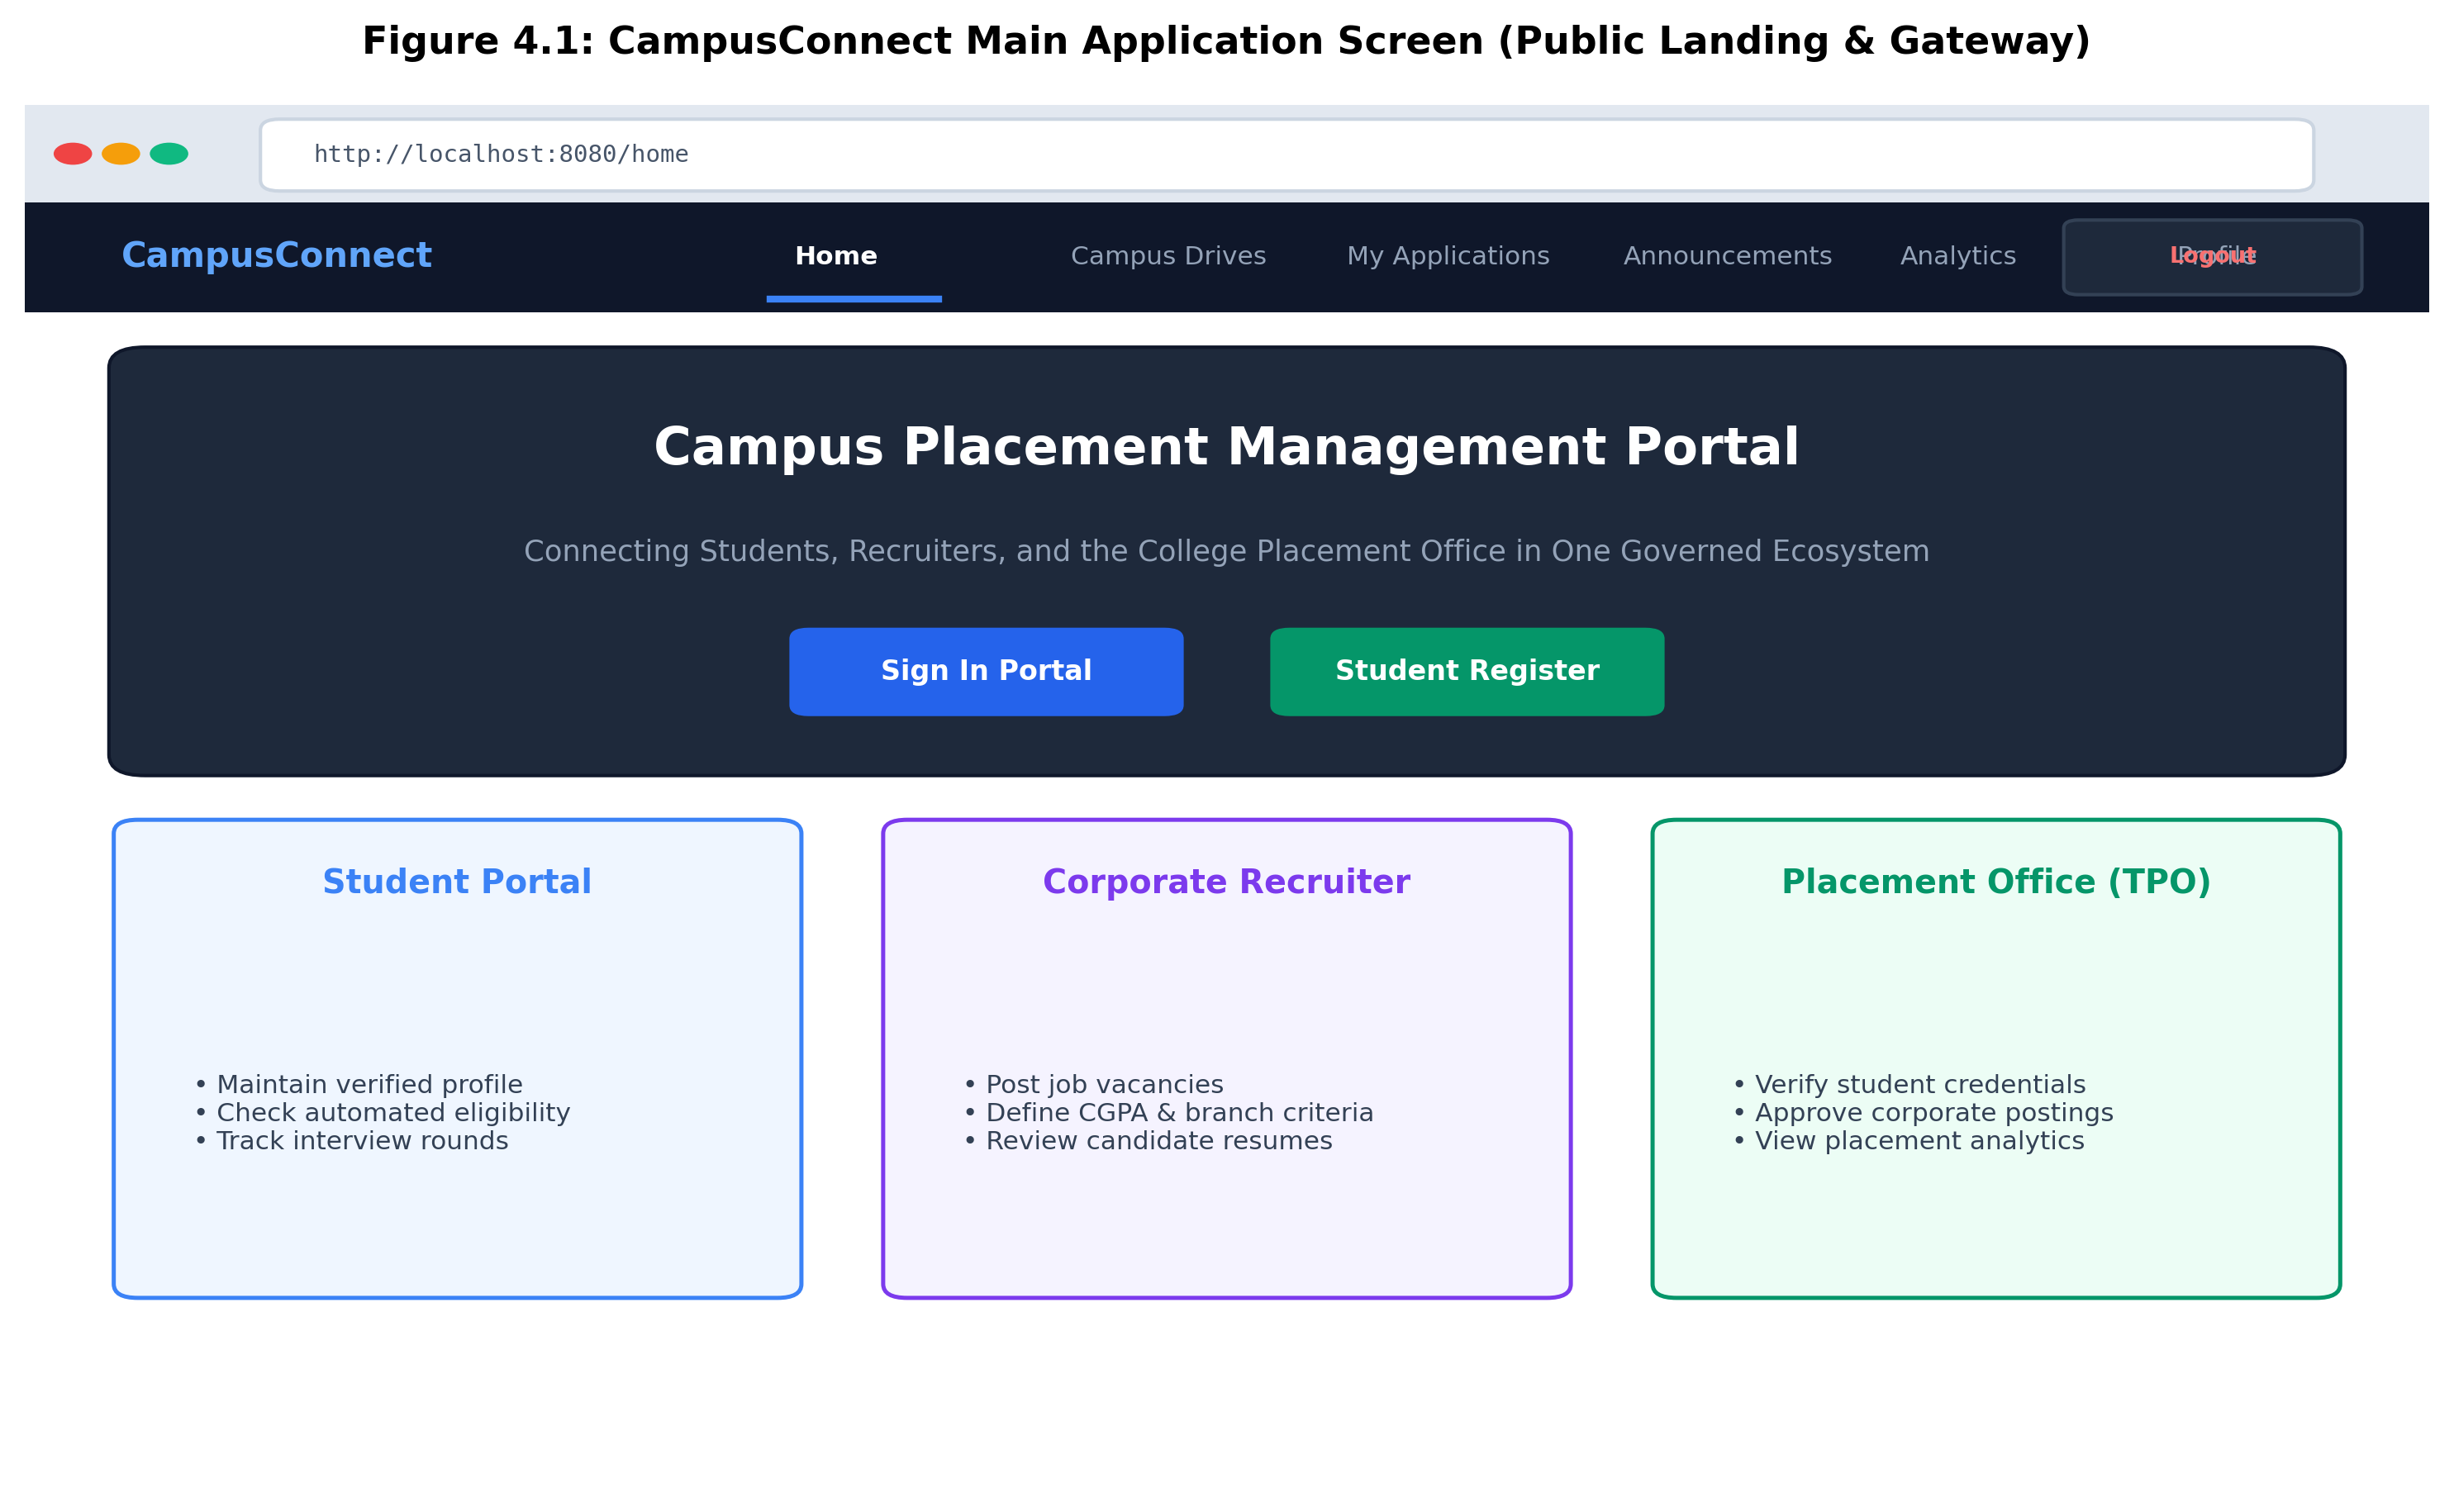 Figure 4.1: CampusConnect Main Application Screen (Public Landing & Gateway)
http://localhost:8080/home
CampusConnect Home Campus Drives My Applications Announcements Analytics Profile Logout
Campus Placement Management Portal
Connecting Students, Recruiters, and the College Placement Office in One Governed Ecosystem
Sign In Portal Student Register
Student Portal
• Maintain verified profile
• Check automated eligibility
• Track interview rounds
Corporate Recruiter
• Post job vacancies
• Define CGPA & branch criteria
• Review candidate resumes
Placement Office (TPO)
• Verify student credentials
• Approve corporate postings
• View placement analytics